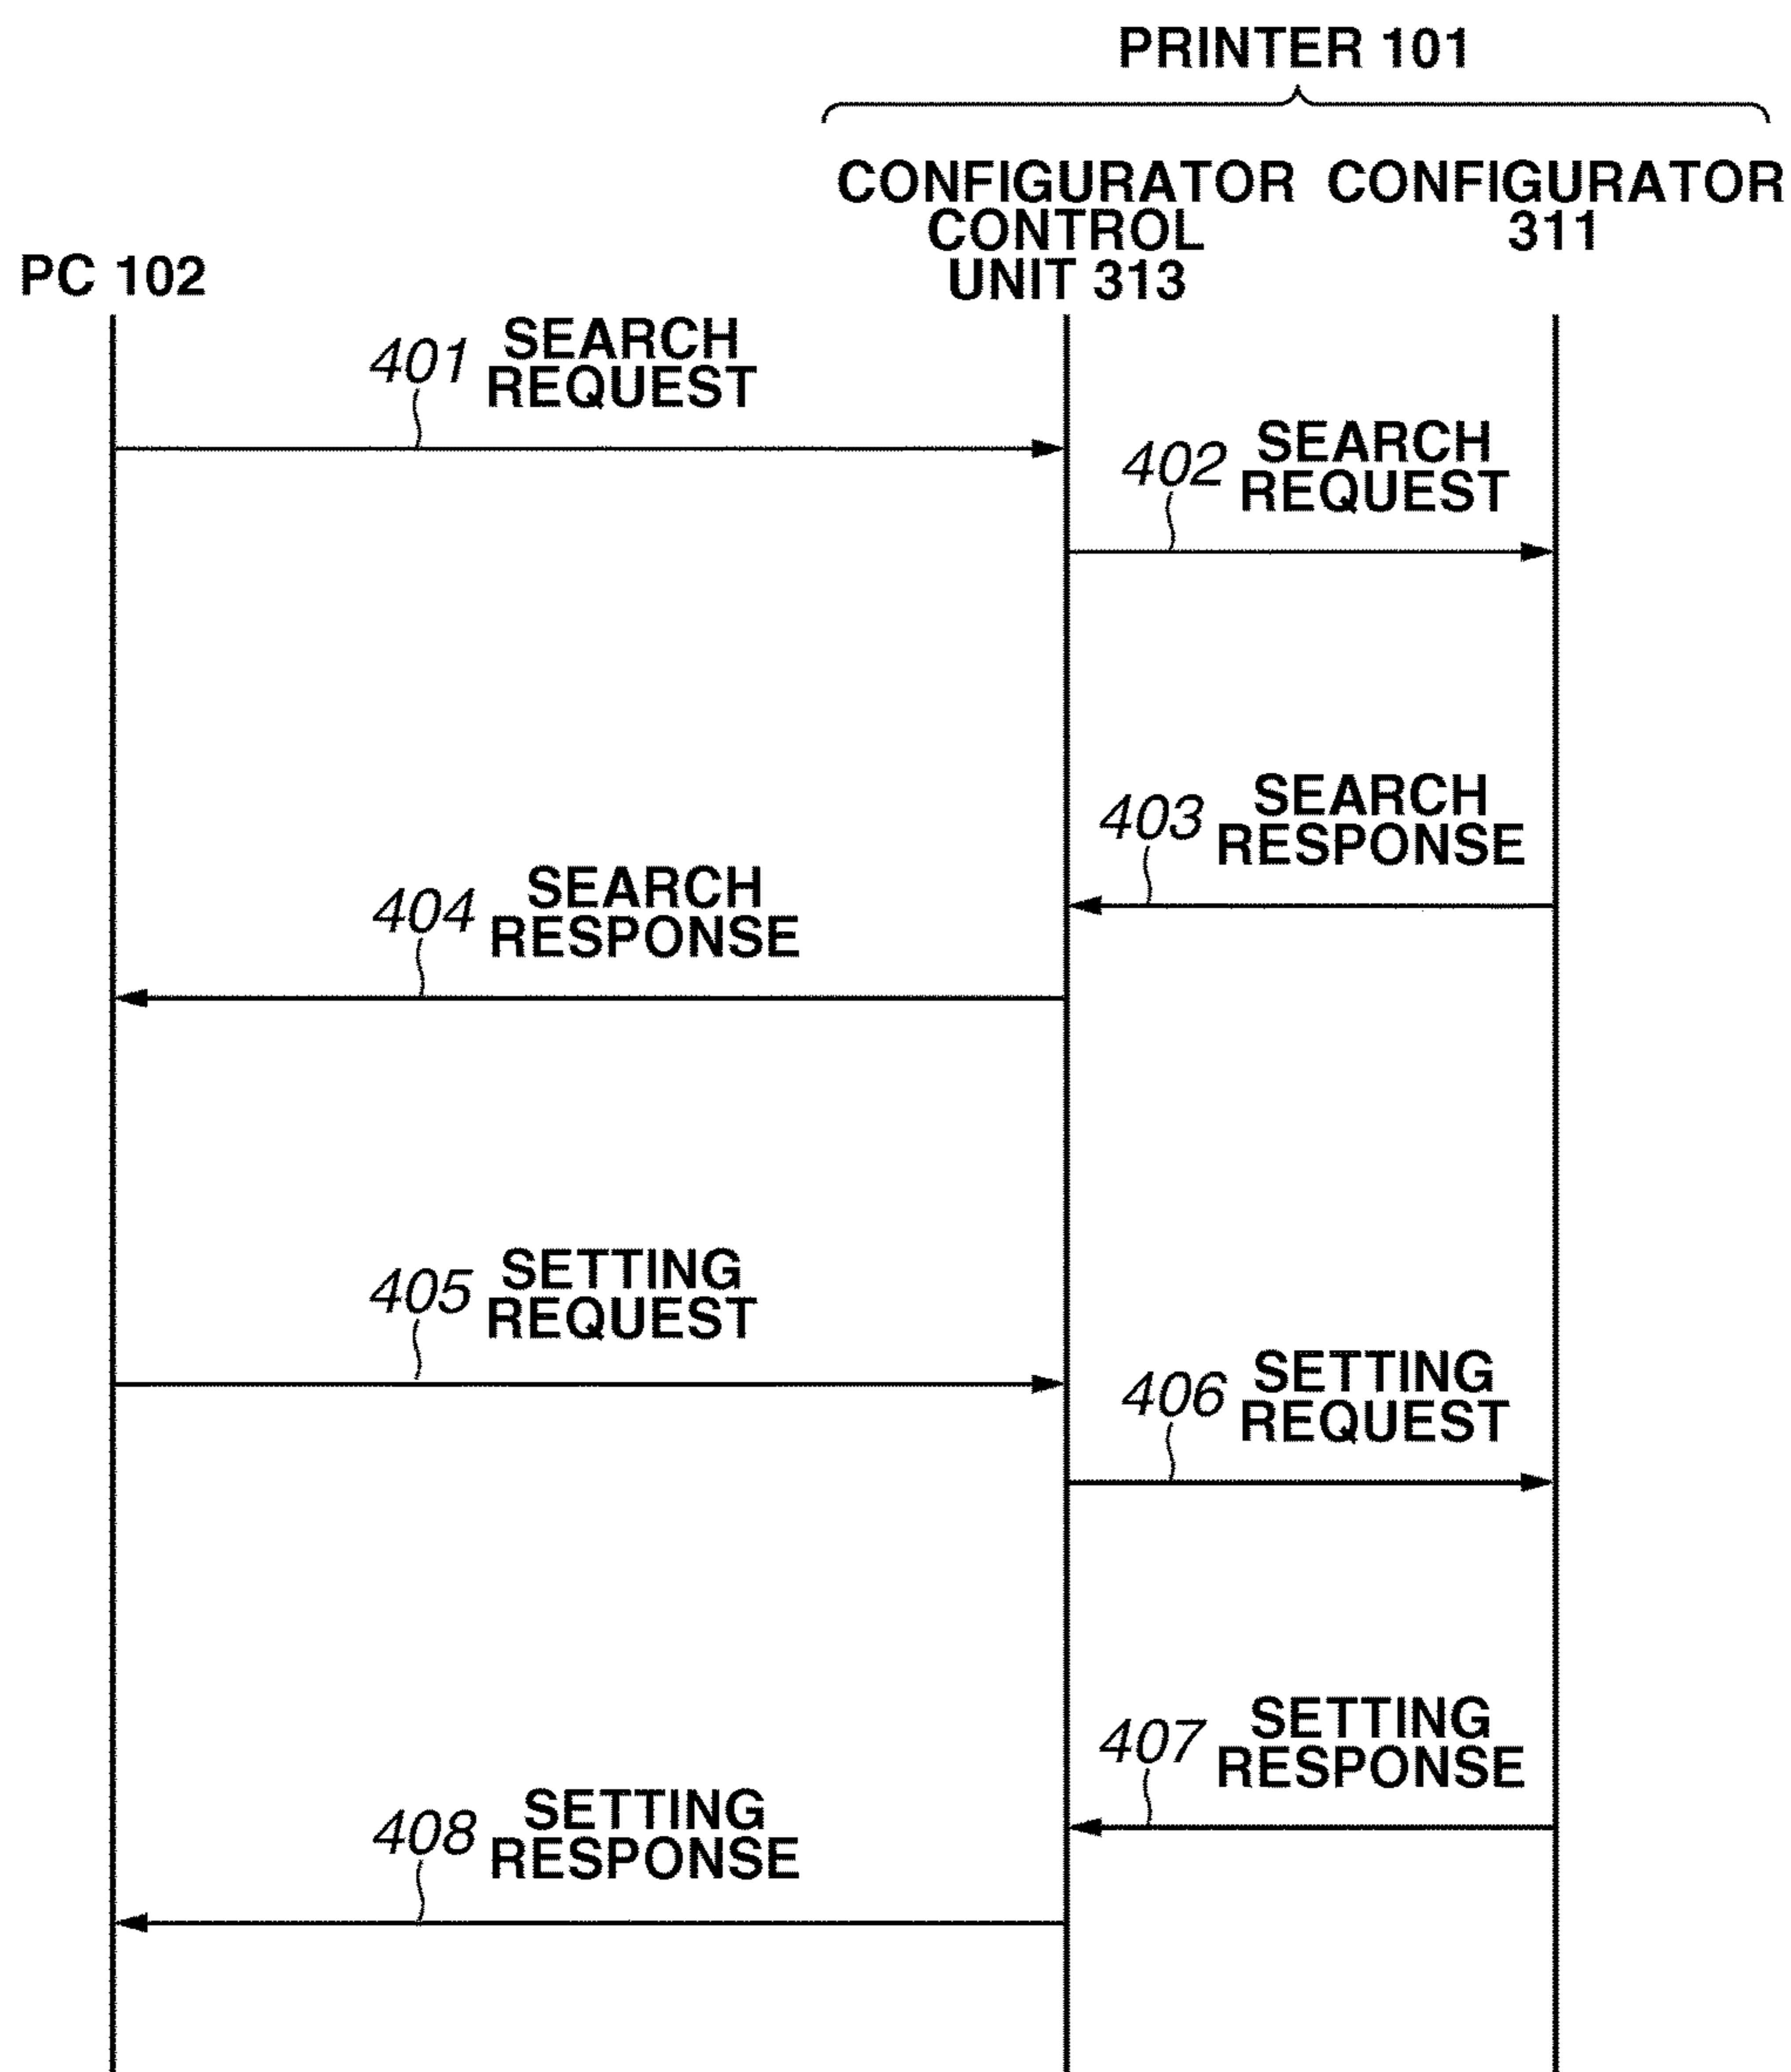 PRINTER 101
CONFIGURATOR
CONTROL
UNIT 313
CONFIGURATOR
311
PC 102
401 SEARCH
REQUEST
402 SEARCH
REQUEST
403 SEARCH
RESPONSE
404 SEARCH
RESPONSE
405 SETTING
REQUEST
406 SETTING
REQUEST
407 SETTING
RESPONSE
408 SETTING
RESPONSE